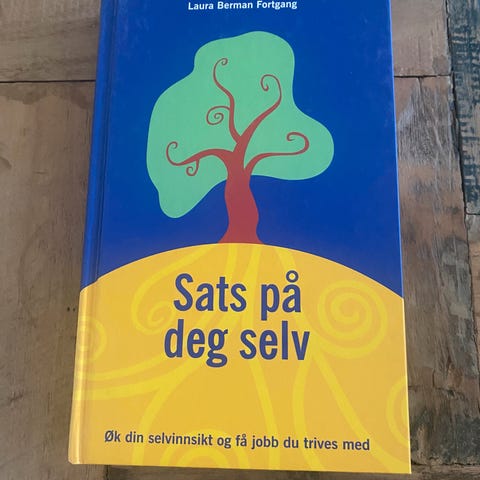 Laura Berman Fortgang
Sats på
deg selv
Øk din selvinnsikt og få jobb du trives med